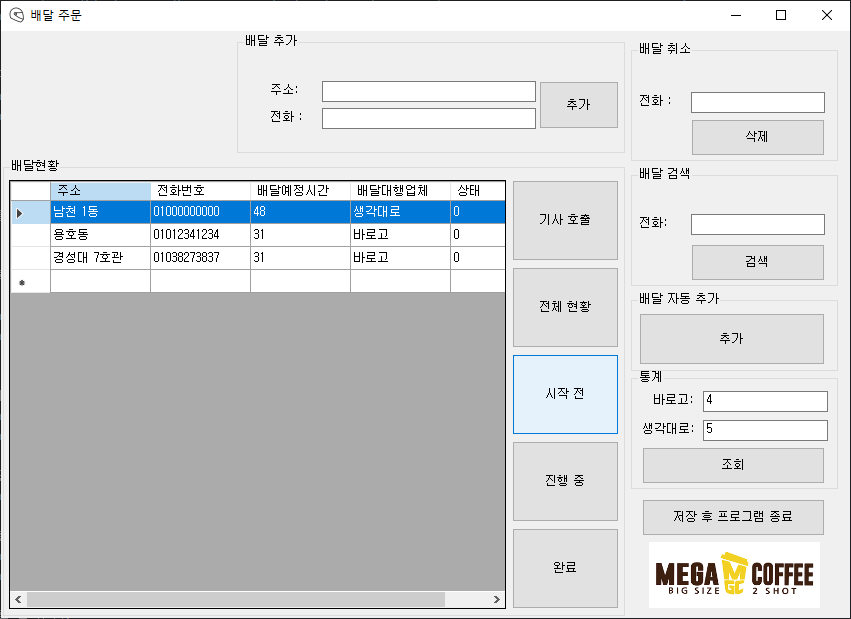 배달 주문
배달 추가
주소:
전화 :
추가
배달 취소
전화 :
삭제
배달현황
주소 전화번호 배달예정시간 배달대행업체 상태
남천 1동 01000000000 48 생각대로 0
용호동 01012341234 31 바로고 0
경성대 7호관 01038273837 31 바로고 0
기사 호출
전체 현황
시작 전
진행 중
완료
배달 검색
전화:
검색
배달 자동 추가
추가
통계
바로고: 4
생각대로: 5
조회
저장 후 프로그램 종료
MEGA MGC COFFEE
BIG SIZE 2 SHOT